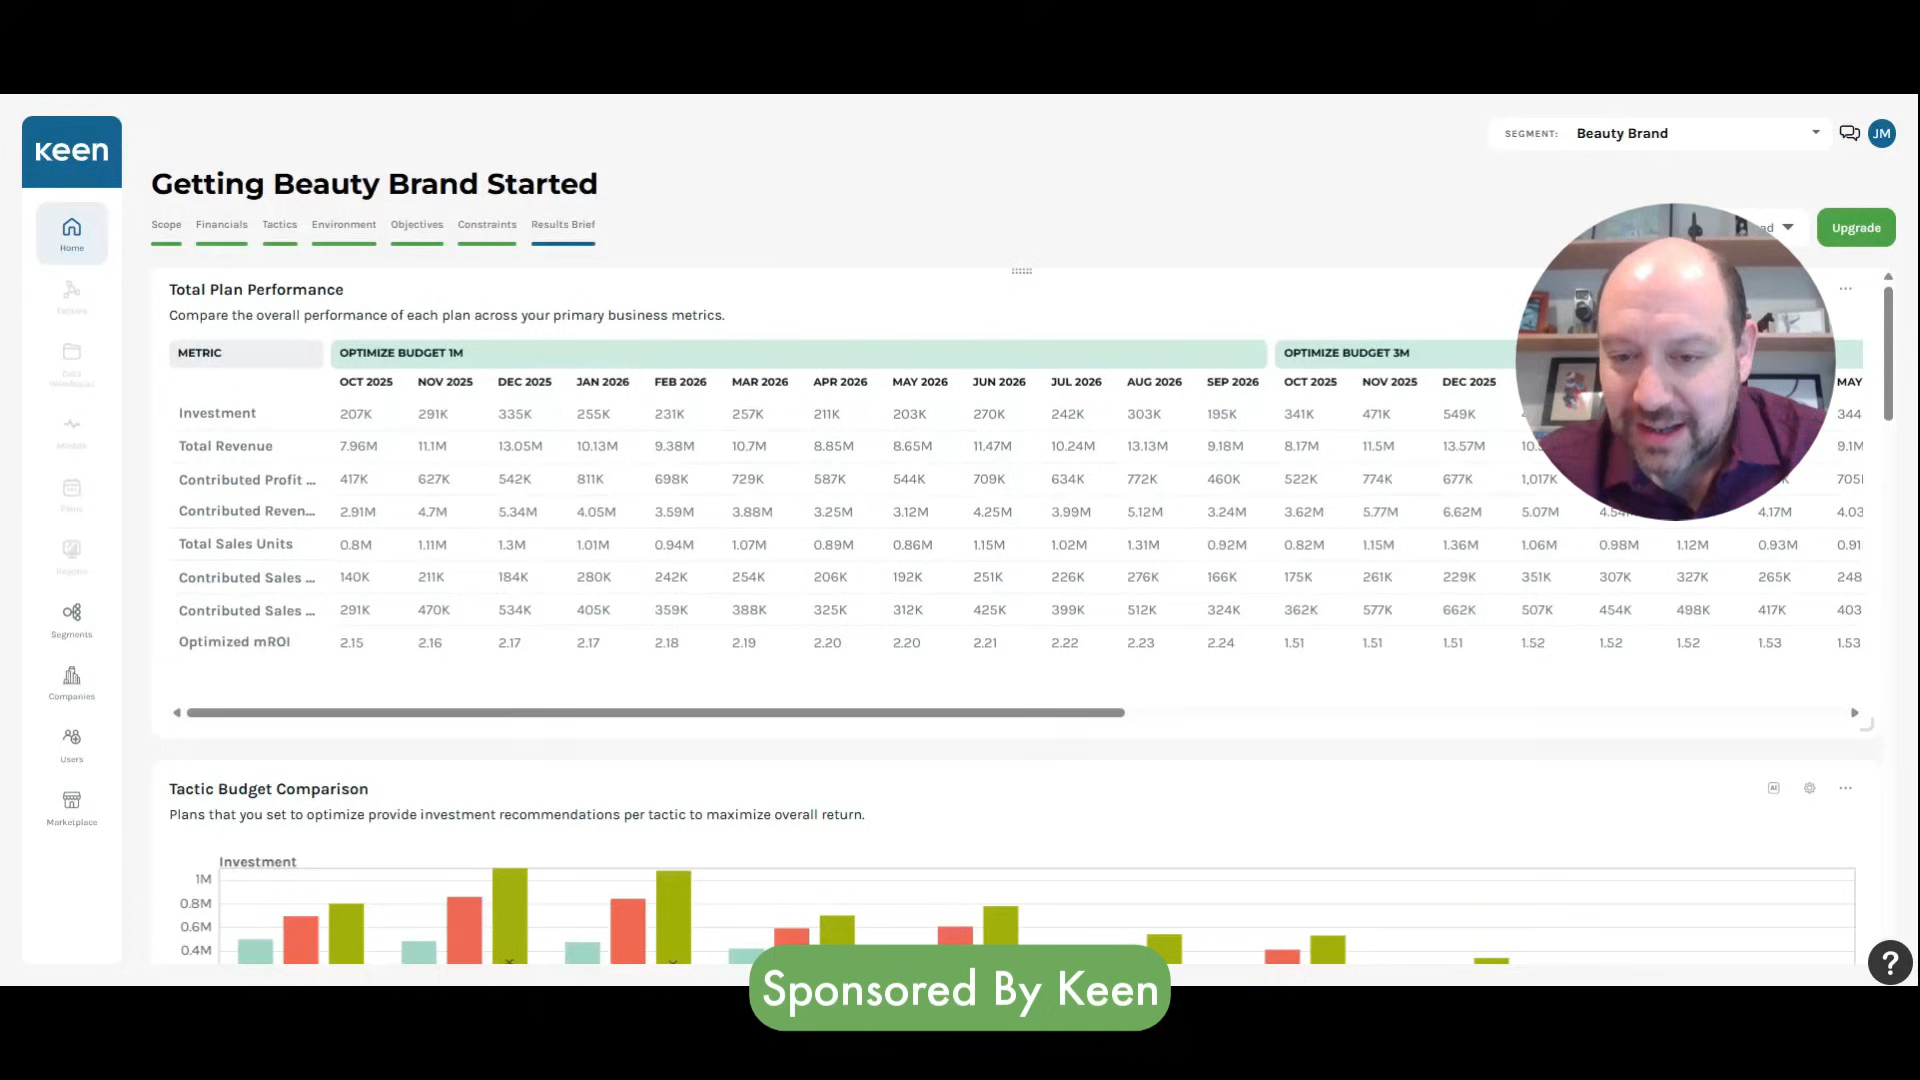 Keen
SEGMENT: Beauty Brand
JM
Getting Beauty Brand Started
Scope Financials Tactics Environment Objectives Constraints Results Brief
Upgrade
Home
Segments
Companies
Users
Marketplace
Total Plan Performance
Compare the overall performance of each plan across your primary business metrics.
METRIC OPTIMIZE BUDGET 1M OPTIMIZE BUDGET 3M
OCT 2025 NOV 2025 DEC 2025 JAN 2026 FEB 2026 MAR 2026 APR 2026 MAY 2026 JUN 2026 JUL 2026 AUG 2026 SEP 2026 OCT 2025 NOV 2025 DEC 2025 MAY
Investment 207K 291K 335K 255K 231K 257K 211K 203K 270K 242K 303K 195K 341K 471K 549K 344
Total Revenue 7.96M 11.1M 13.05M 10.13M 9.38M 10.7M 8.85M 8.65M 11.47M 10.24M 13.13M 9.18M 8.17M 11.5M 13.57M 9.1M
Contributed Profit ... 417K 627K 542K 811K 698K 729K 587K 544K 709K 634K 772K 460K 522K 774K 677K 1,017K 705
Contributed Reven... 2.91M 4.7M 5.34M 4.05M 3.59M 3.88M 3.25M 3.12M 4.25M 3.99M 5.12M 3.24M 3.62M 5.77M 6.62M 5.07M 4.54M 4.17M 4.03
Total Sales Units 0.8M 1.11M 1.3M 1.01M 0.94M 1.07M 0.89M 0.86M 1.15M 1.02M 1.31M 0.92M 0.82M 1.15M 1.36M 1.06M 0.98M 1.12M 0.93M 0.91
Contributed Sales ... 140K 211K 184K 280K 242K 254K 206K 192K 251K 226K 276K 166K 175K 261K 229K 351K 307K 327K 265K 248
Contributed Sales ... 291K 470K 534K 405K 359K 388K 325K 312K 425K 399K 512K 324K 362K 577K 662K 507K 454K 498K 417K 403
Optimized mROI 2.15 2.16 2.17 2.17 2.18 2.19 2.20 2.20 2.21 2.22 2.23 2.24 1.51 1.51 1.51 1.52 1.52 1.52 1.53 1.53
Tactic Budget Comparison
AI
Plans that you set to optimize provide investment recommendations per tactic to maximize overall return.
Investment
1M
0.8M
0.6M
0.4M
?
Sponsored By Keen